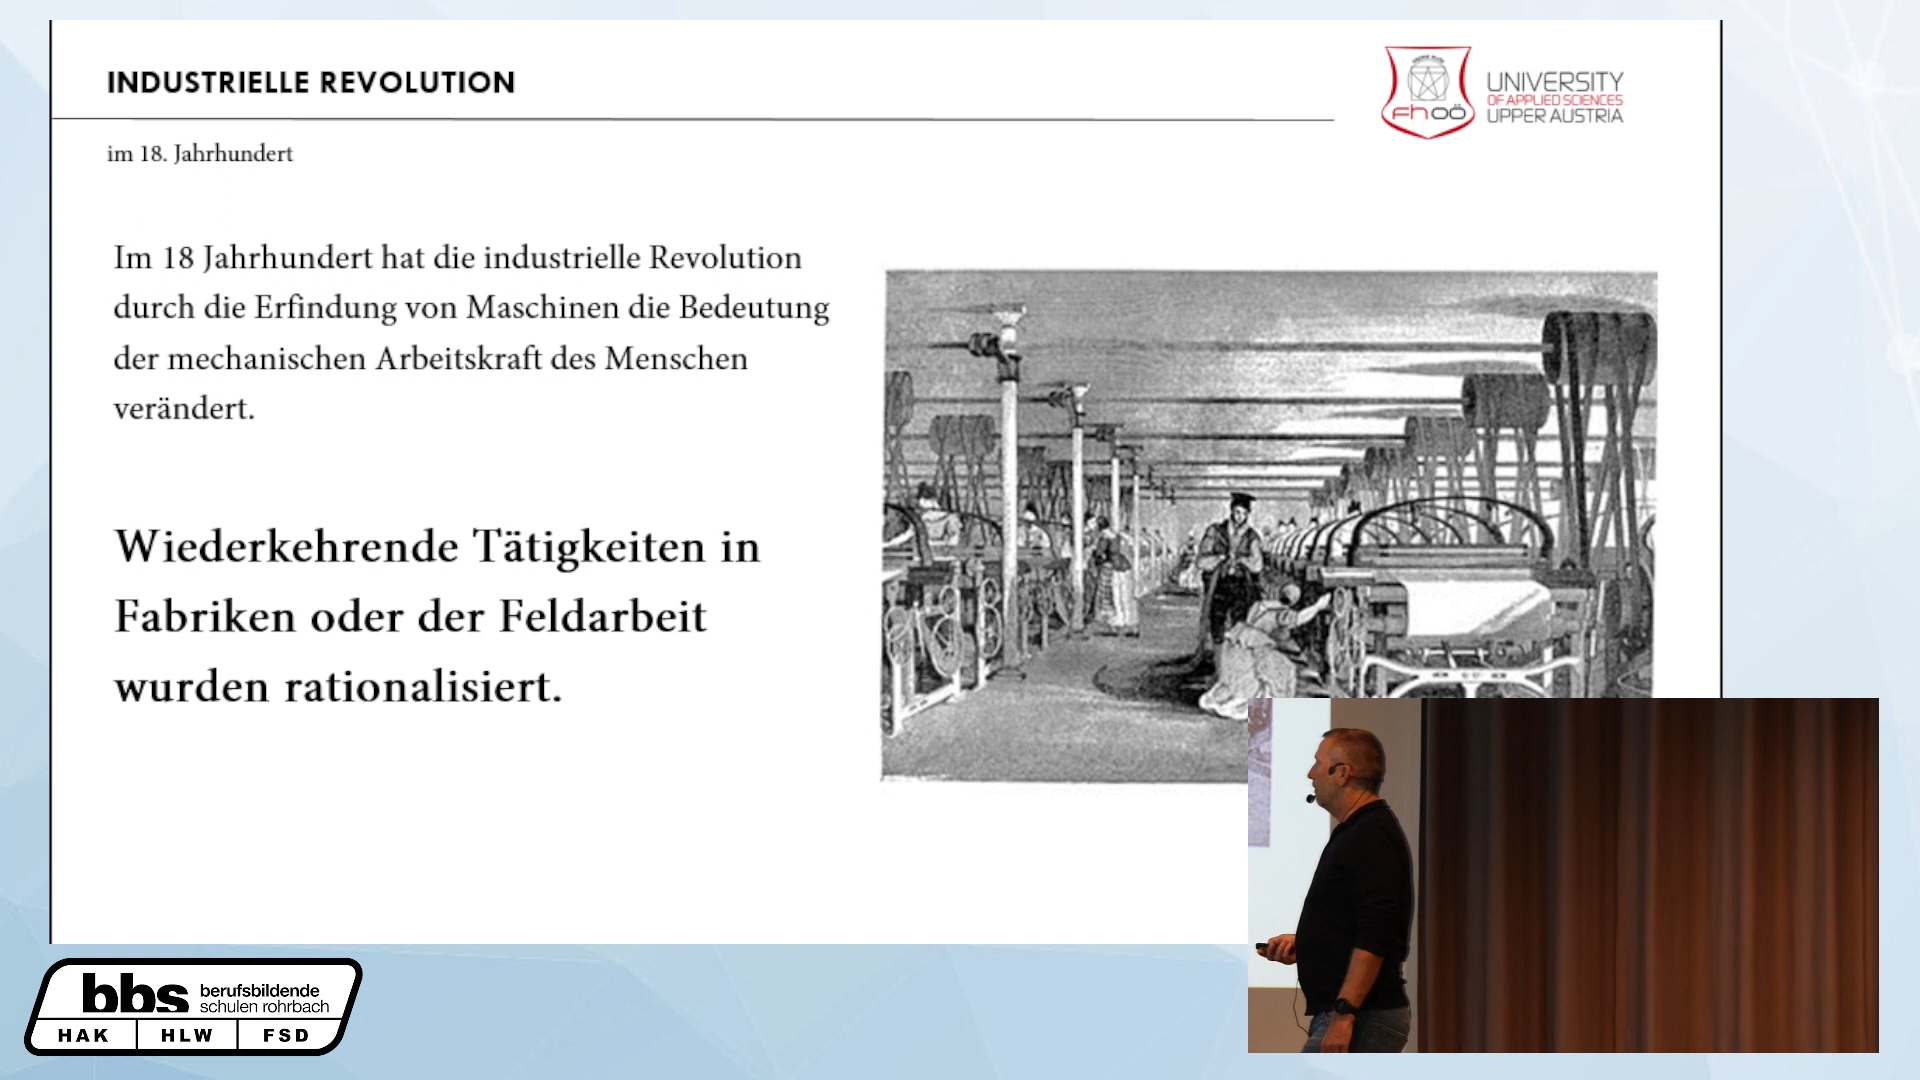 INDUSTRIELLE REVOLUTION
im 18. Jahrhundert
UNIVERSITY
OF APPLIED SCIENCES
UPPER AUSTRIA
fh oö
Im 18 Jahrhundert hat die industrielle Revolution
durch die Erfindung von Maschinen die Bedeutung
der mechanischen Arbeitskraft des Menschen
verändert.
Wiederkehrende Tätigkeiten in
Fabriken oder der Feldarbeit
wurden rationalisiert.
bbs berufsbildende
schulen rohrbach
HAK HLW FSD